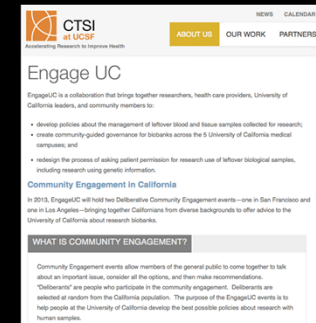 NEWS CALENDAR
CTSI
at UCSF
Accelerating Research to Improve Health
ABOUT US OUR WORK PARTNERS
Engage UC
EngageUC is a collaboration that brings together researchers, health care providers, University of
California leaders, and community members to:
• develop policies about the management of leftover blood and tissue samples collected for research;
• create community-guided governance for biobanks across the 5 University of California medical
campuses; and
• redesign the process of asking patient permission for research use of leftover biological samples,
including research using genetic information.
Community Engagement in California
In 2013, EngageUC will hold two Deliberative Community Engagement events—one in San Francisco and
one in Los Angeles—bringing together Californians from diverse backgrounds to offer advice to the
University of California about research biobanks.
WHAT IS COMMUNITY ENGAGEMENT?
Community Engagement events allow members of the general public to come together to talk
about an important issue, consider all the options, and then make recommendations.
"Deliberants" are people who participate in the community engagement. Deliberants are
selected at random from the California population. The purpose of the EngageUC events is to
help people at the University of California develop the best possible policies about research with
human samples.